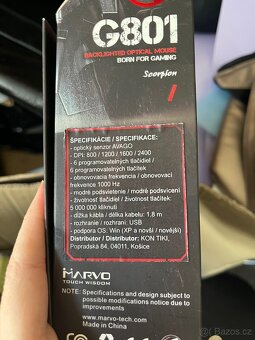 G801
BACKLIGHTED OPTICAL MOUSE
BORN FOR GAMING
Scorpion
ŠPECIFIKÁCIE / SPECIFIKACE:
- optický senzor AVAGO
- DPI: 800 / 1200 / 1600 / 2400
- 6 programovateľných tlačidiel /
6 programovatelných tlačítek
- obnovovacia frekvencia / obnovovací
frekvence 1000 Hz
- modré podsvietenie / modré podsvícení
- životnosť tlačidiel / životnost tlačítek
5 000 000 kliknutí
- dĺžka kábla / délka kabelu: 1,8 m
- rozhranie / rozhraní: USB
- podpora OS: Win (XP a novší / novější)
Distribútor / Distributor: KON TIKI,
Popradská 84, 04011, Košice
MARVO
TOUCH WISDOM
NOTE: Specifications and design subject to
possible modifications notice due to
improvement.
www.marvo-tech.com
Made in China
Bazoš.cz